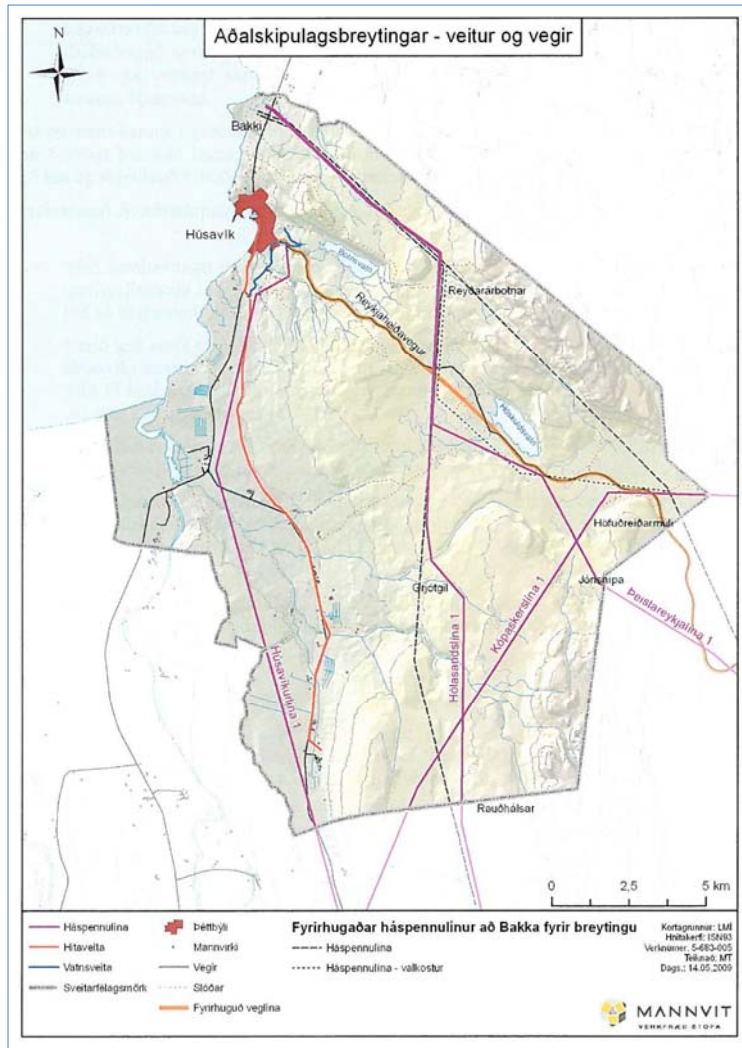 Aðalskipulagsbreytingar - veitur og vegir
N
Bakki
Húsavík
Botnsvatn
Reyðarárbotnar
Reykjaheiðavegur
Höskuldsvatn
Höfuðreiðarmúli
Grjótgil
Jónsnípa
Þeistareykjalína 1
Kópaskerslína 1
Hólasandslína 1
Húsavíkurlína 1
Rauðhálsar
0 2,5 5 km
Háspennulína
Hitaveita
Vatnsveita
Sveitarfélagsmörk
Þéttbýli
Mannvirki
Vegir
Slóðar
Fyrirhuguð veglína
Fyrirhugaðar háspennulínur að Bakka fyrir breytingu
Háspennulína
Háspennulína - valkostur
Kortagrunnur: LMÍ
Hnitakerfi: ISN93
Verknúmer: 5-683-005
Teiknað: MT
Dags.: 14.05.2009
MANNVIT
VERKFRÆÐISTOFA